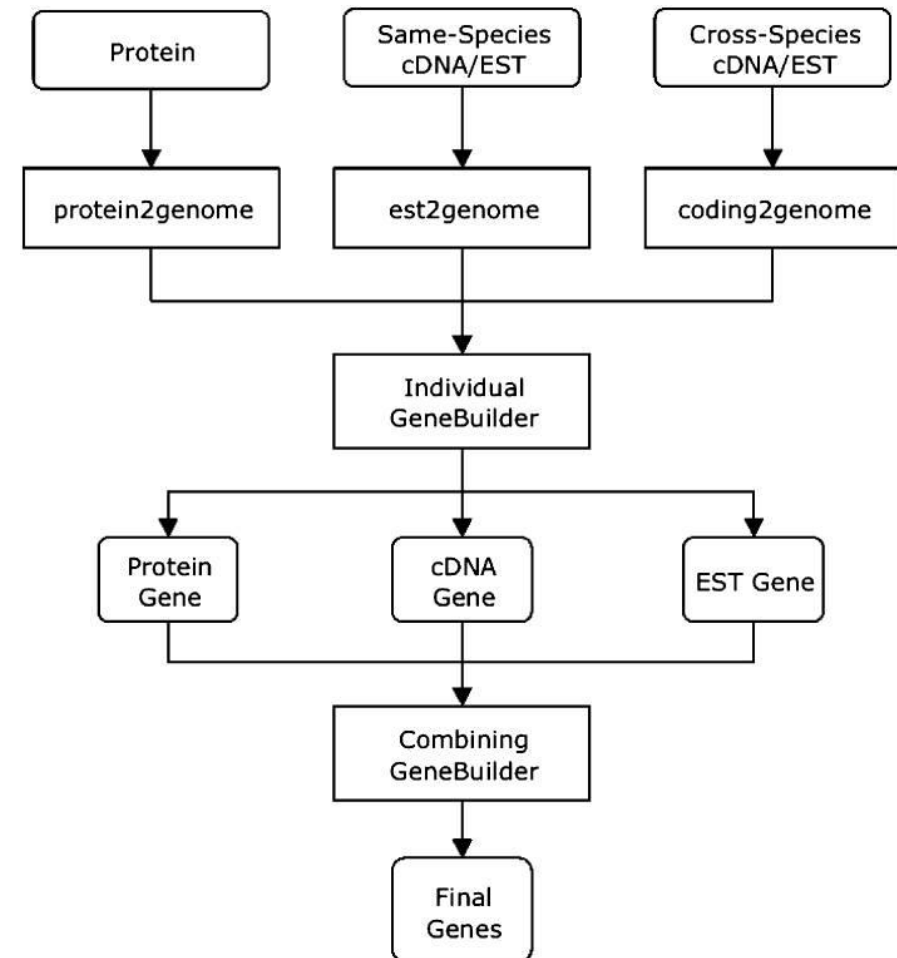 Protein
Same-Species
cDNA/EST
Cross-Species
cDNA/EST
protein2genome
est2genome
coding2genome
Individual
GeneBuilder
Protein
Gene
cDNA
Gene
EST Gene
Combining
GeneBuilder
Final
Genes